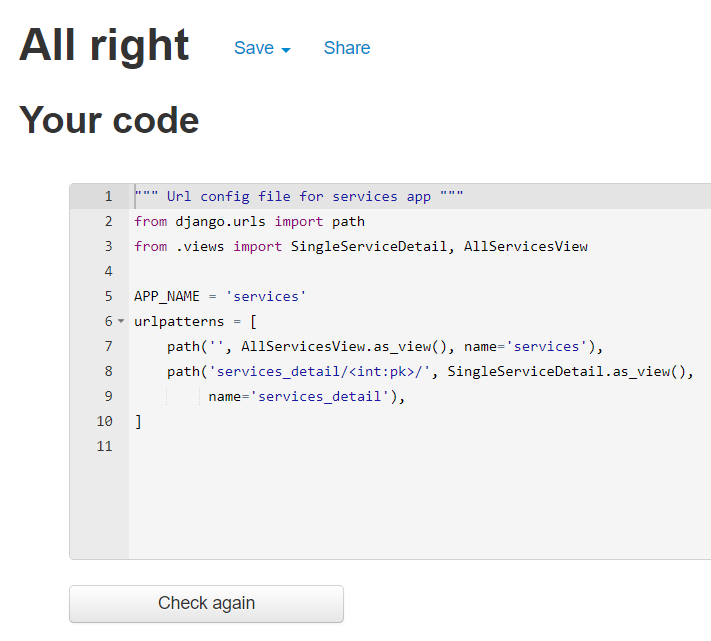 All right Save Share
Your code
1 """ Url config file for services app """
2 from django.urls import path
3 from .views import SingleServiceDetail, AllServicesView
4
5 APP_NAME = 'services'
6 urlpatterns = [
7     path('', AllServicesView.as_view(), name='services'),
8     path('services_detail/<int:pk>/', SingleServiceDetail.as_view(),
9          name='services_detail'),
10 ]
11
Check again